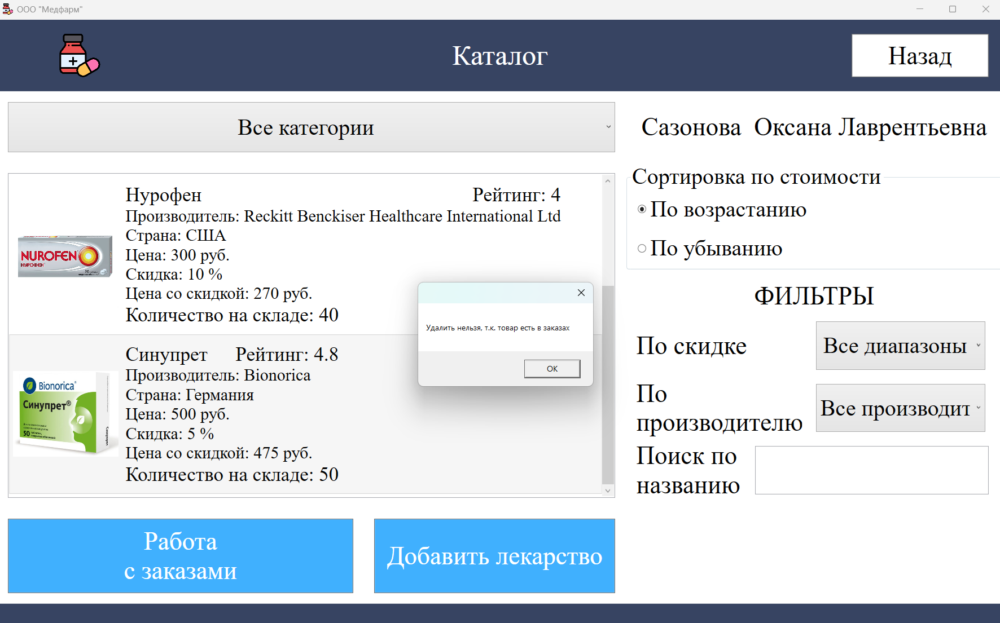 ООО "Медфарм"
Каталог
Назад
Все категории
Сазонова  Оксана Лаврентьевна
Сортировка по стоимости
По возрастанию
По убыванию
Нурофен Рейтинг: 4
Производитель: Reckitt Benckiser Healthcare International Ltd
Страна: США
Цена: 300 руб.
Скидка: 10 %
Цена со скидкой: 270 руб.
Количество на складе: 40
NUROFEN
НУРОФЕН
20
Удалить нельзя, т.к. товар есть в заказах
OK
Синупрет Рейтинг: 4.8
Производитель: Bionorica
Страна: Германия
Цена: 500 руб.
Скидка: 5 %
Цена со скидкой: 475 руб.
Количество на складе: 50
Bionorica®
Синупрет®
50 таблеток,
Синупрет
ФИЛЬТРЫ
По скидке
Все диапазоны
По
производителю
Все производит
Поиск по
названию
Работа
с заказами
Добавить лекарство